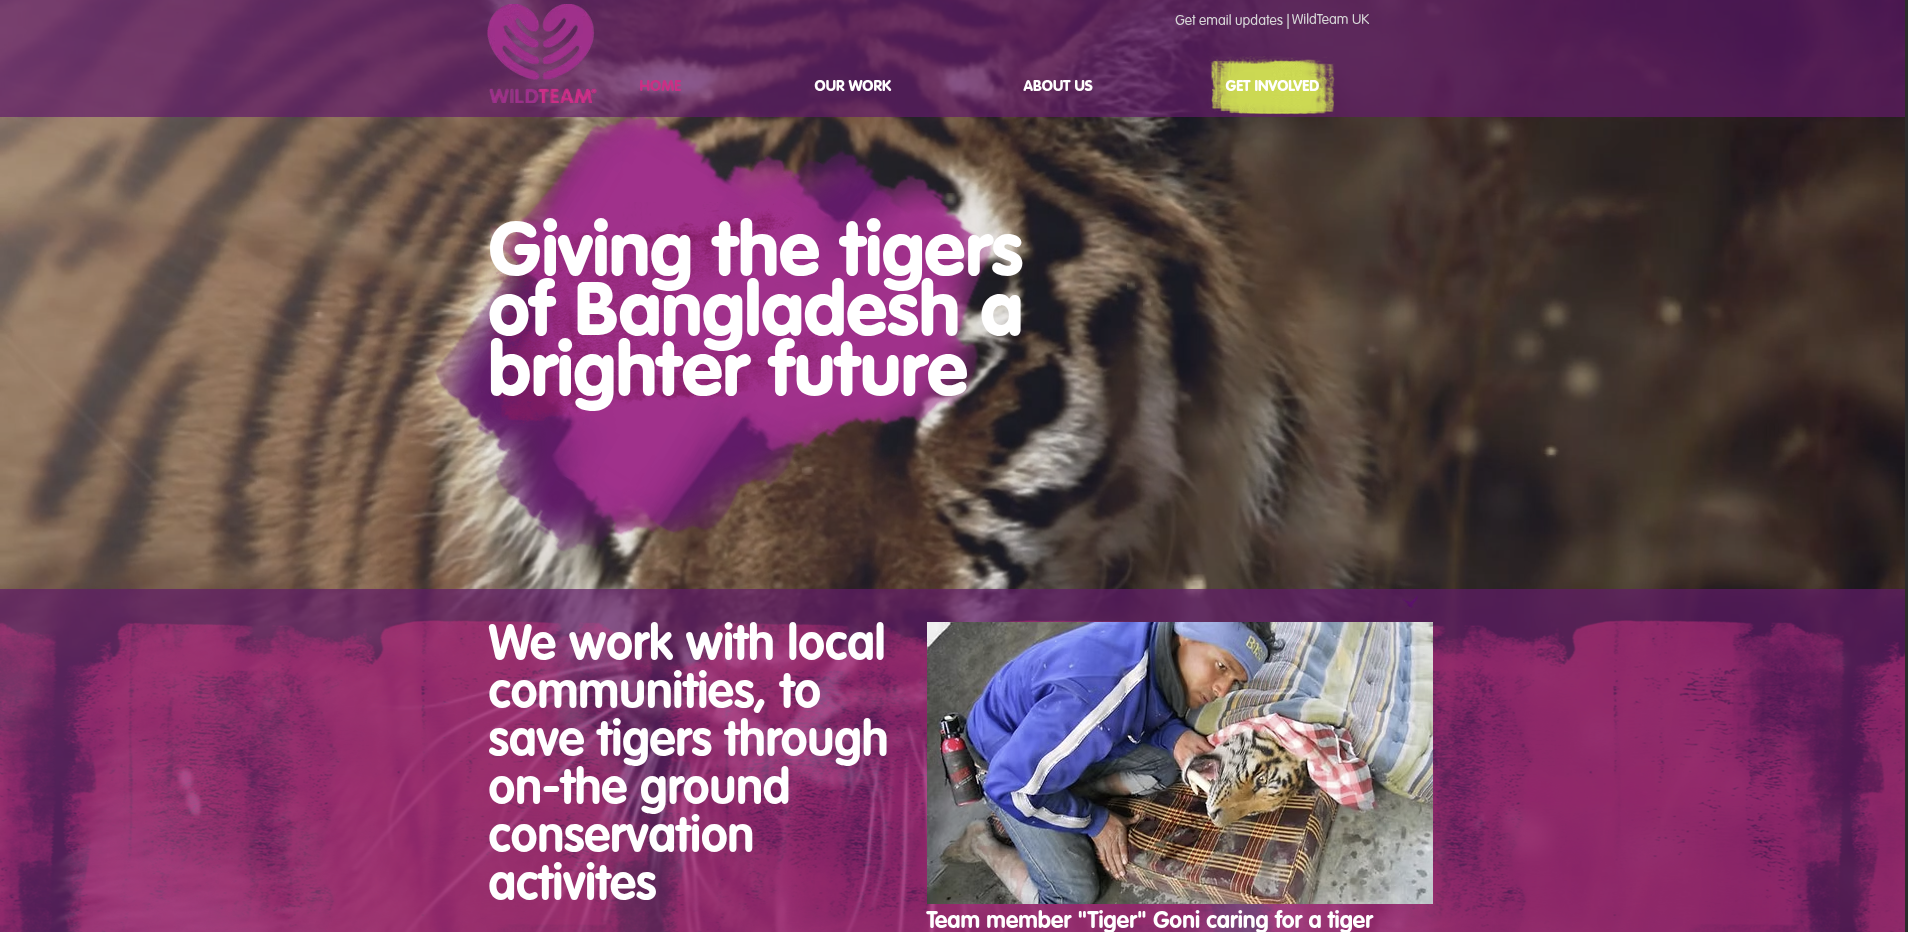 Get email updates | WildTeam UK
WILDTEAM
HOME
OUR WORK
ABOUT US
GET INVOLVED
Giving the tigers
of Bangladesh a
brighter future
We work with local
communities, to
save tigers through
on-the ground
conservation
activites
Team member "Tiger" Goni caring for a tiger